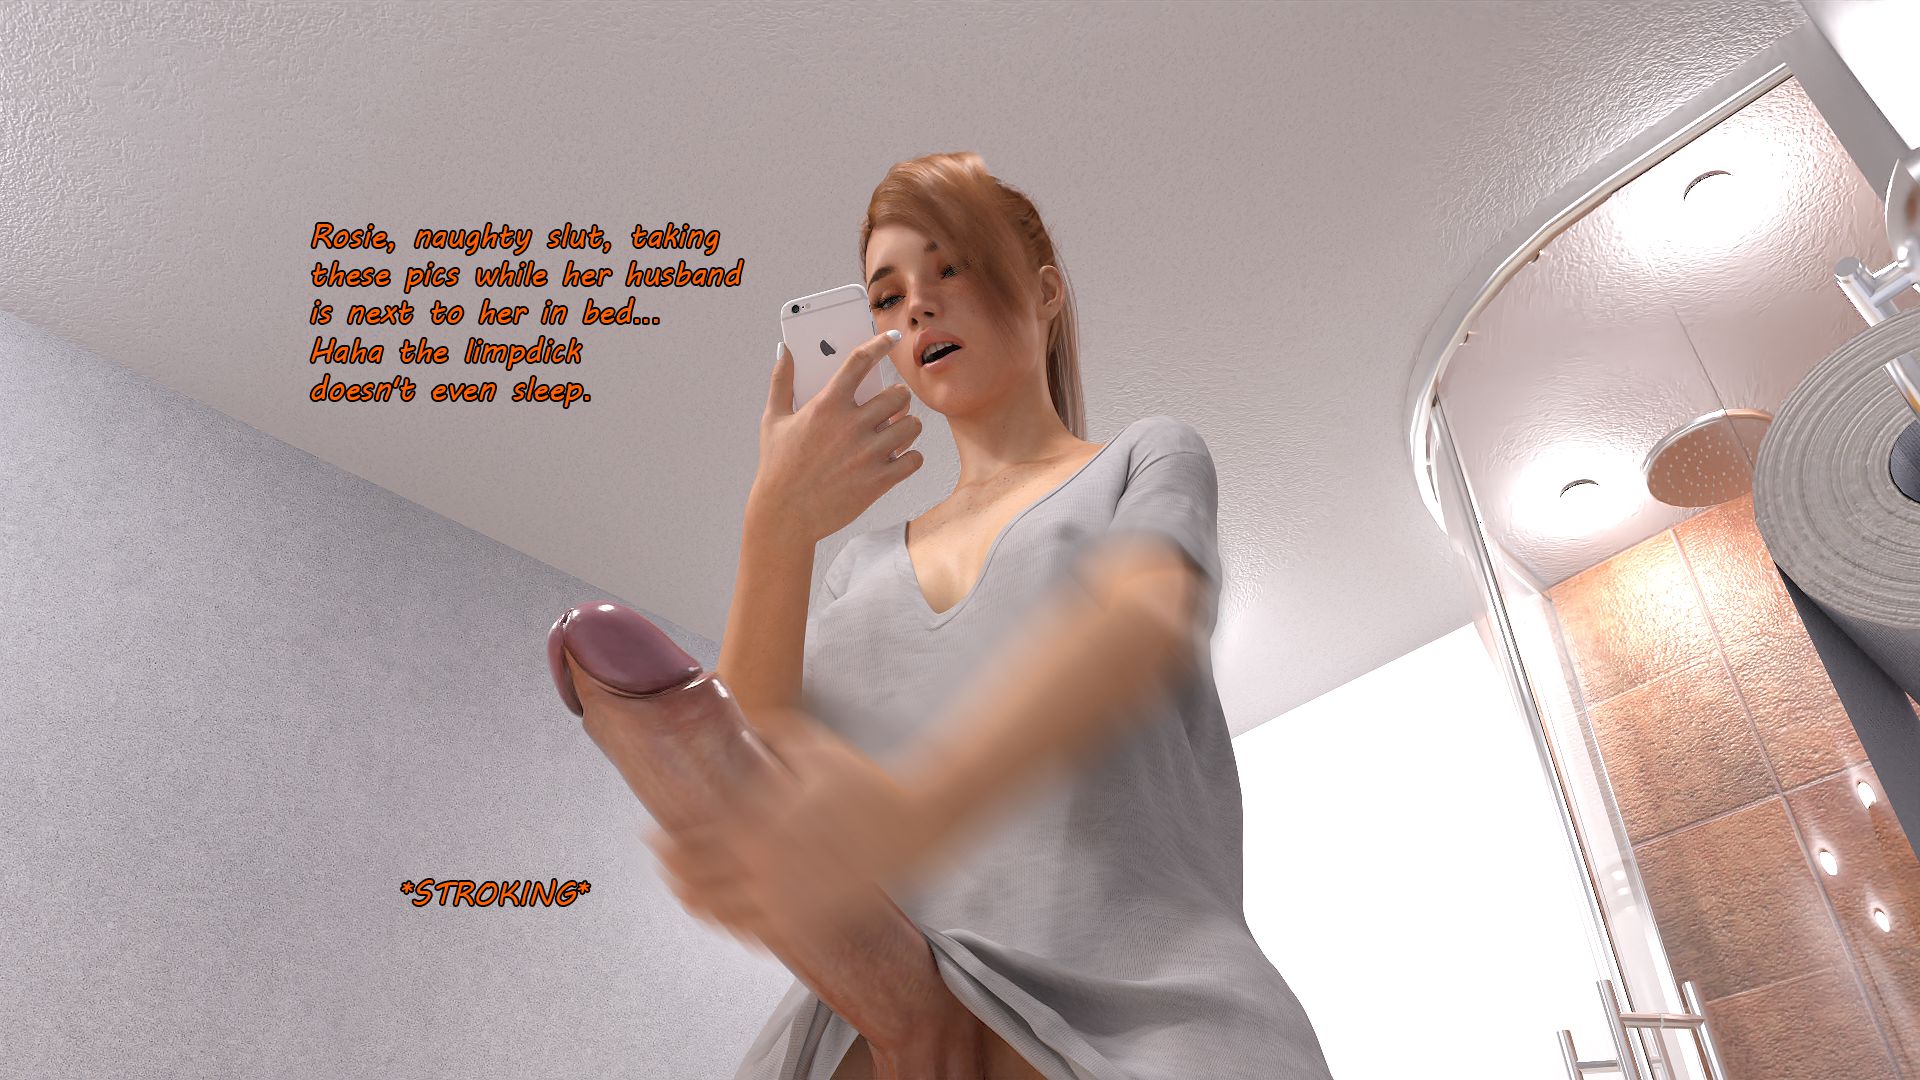 Rosie, naughty slut, taking
these pics while her husband
is next to her in bed...
Haha the limpdick
doesn't even sleep.
*STROKING*